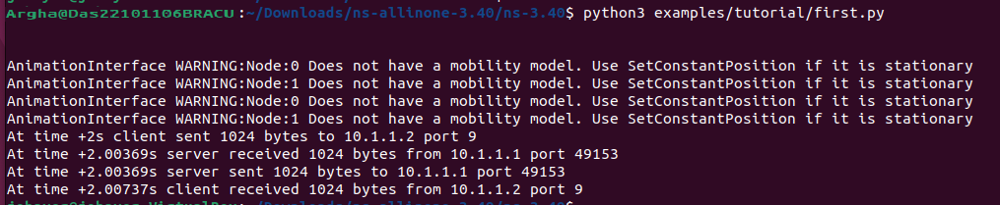 Argha@Das22101106BRACU:~/Downloads/ns-allinone-3.40/ns-3.40$ python3 examples/tutorial/first.py
AnimationInterface WARNING:Node:0 Does not have a mobility model. Use SetConstantPosition if it is stationary
AnimationInterface WARNING:Node:1 Does not have a mobility model. Use SetConstantPosition if it is stationary
AnimationInterface WARNING:Node:0 Does not have a mobility model. Use SetConstantPosition if it is stationary
AnimationInterface WARNING:Node:1 Does not have a mobility model. Use SetConstantPosition if it is stationary
At time +2s client sent 1024 bytes to 10.1.1.2 port 9
At time +2.00369s server received 1024 bytes from 10.1.1.1 port 49153
At time +2.00369s server sent 1024 bytes to 10.1.1.1 port 49153
At time +2.00737s client received 1024 bytes from 10.1.1.2 port 9